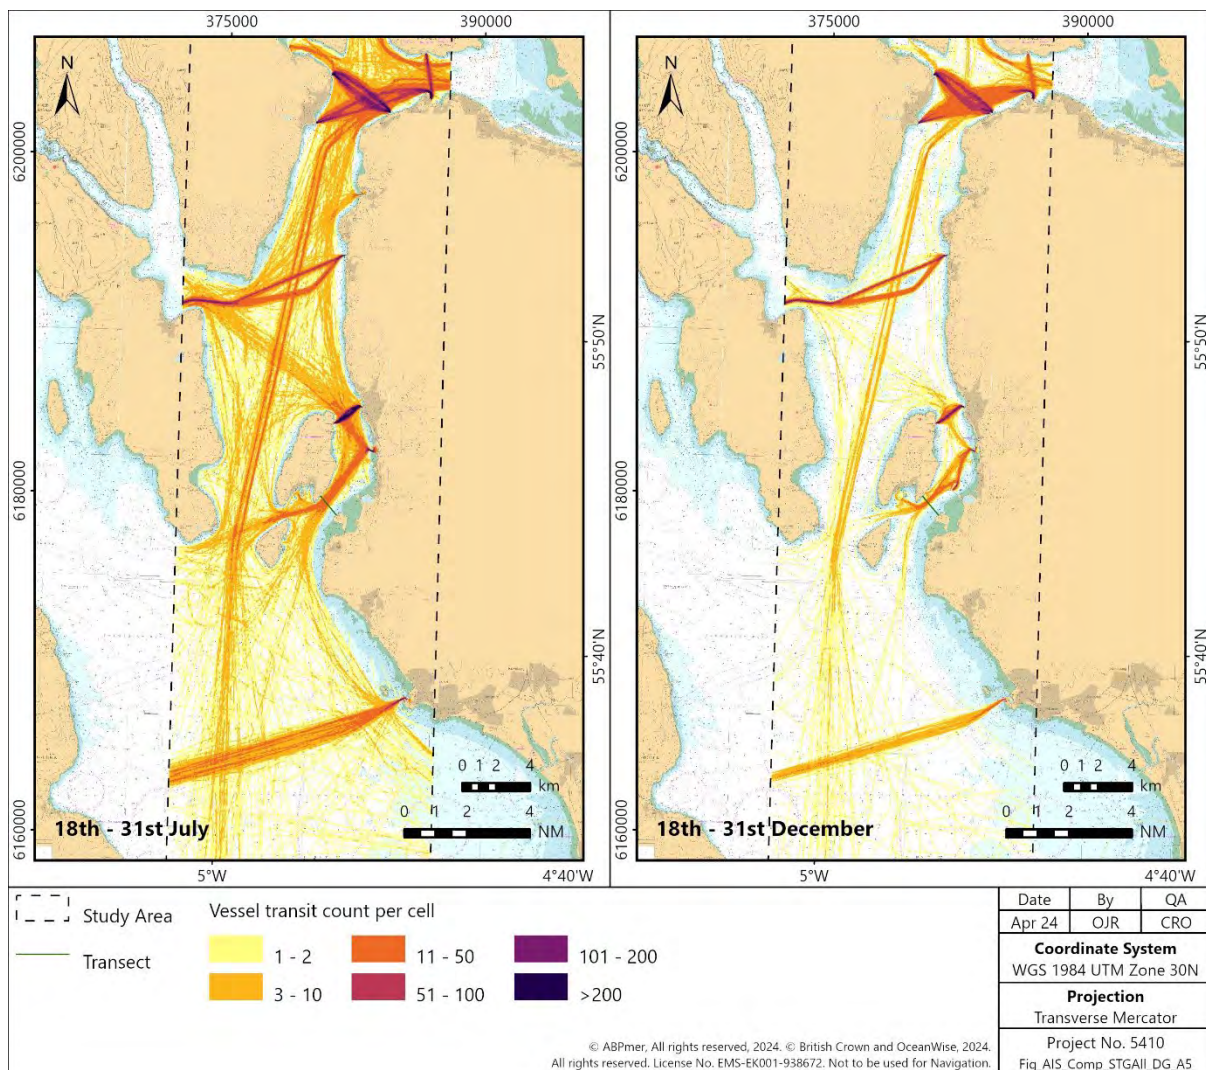 375000
390000
375000
390000
N
N
6200000
6200000
55°50'N
55°50'N
6180000
6180000
55°40'N
55°40'N
0 1 2 4
km
0 1 2 4
NM
0 1 2 4
km
0 1 2 4
NM
6160000
6160000
18th - 31st July
18th - 31st December
5°W
4°40'W
5°W
4°40'W
Study Area
Transect
Vessel transit count per cell
1 - 2
11 - 50
101 - 200
3 - 10
51 - 100
>200
Date By QA
Apr 24 OJR CRO
Coordinate System
WGS 1984 UTM Zone 30N
Projection
Transverse Mercator
Project No. 5410
Fig_AIS_Comp_STGAII_DG_A5
© ABPmer, All rights reserved, 2024. © British Crown and OceanWise, 2024.
All rights reserved. License No. EMS-EK001-938672. Not to be used for Navigation.